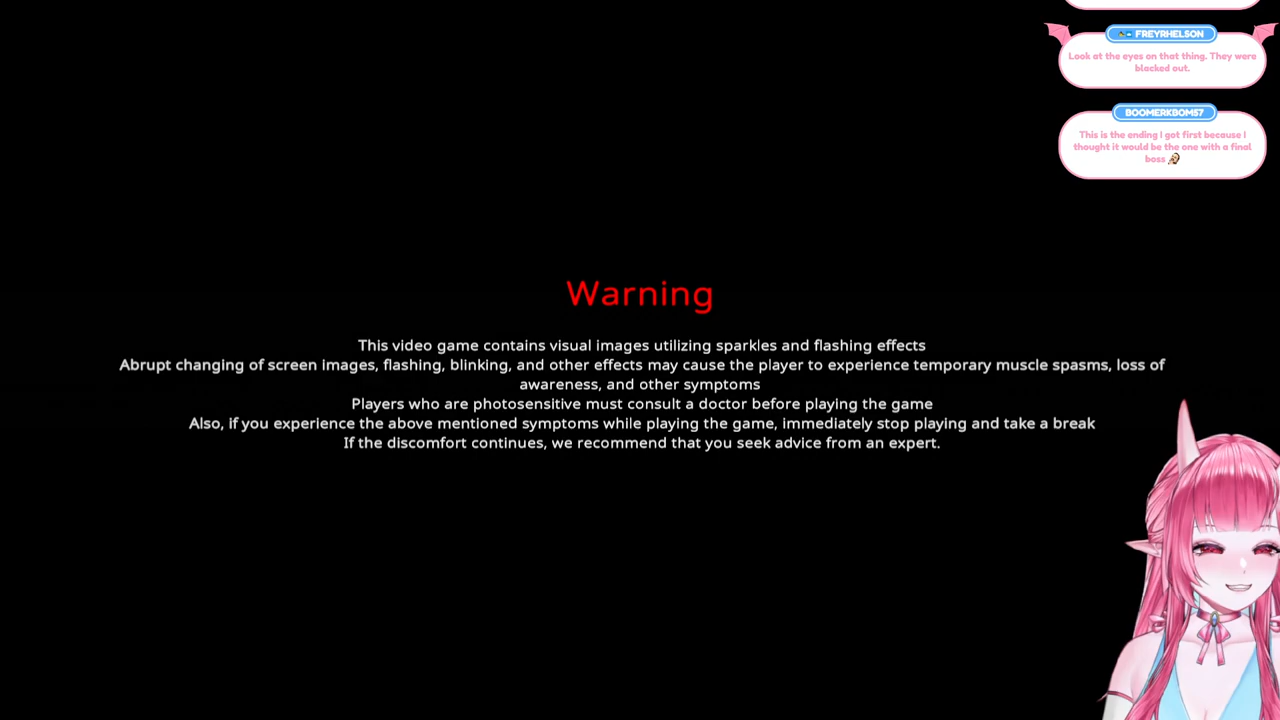 FREYRHELSON
Look at the eyes on that thing. They were
blacked out.
BOOMERKBOM57
This is the ending I got first because I
thought it would be the one with a final
boss
Warning
This video game contains visual images utilizing sparkles and flashing effects
Abrupt changing of screen images, flashing, blinking, and other effects may cause the player to experience temporary muscle spasms, loss of
awareness, and other symptoms
Players who are photosensitive must consult a doctor before playing the game
Also, if you experience the above mentioned symptoms while playing the game, immediately stop playing and take a break
If the discomfort continues, we recommend that you seek advice from an expert.